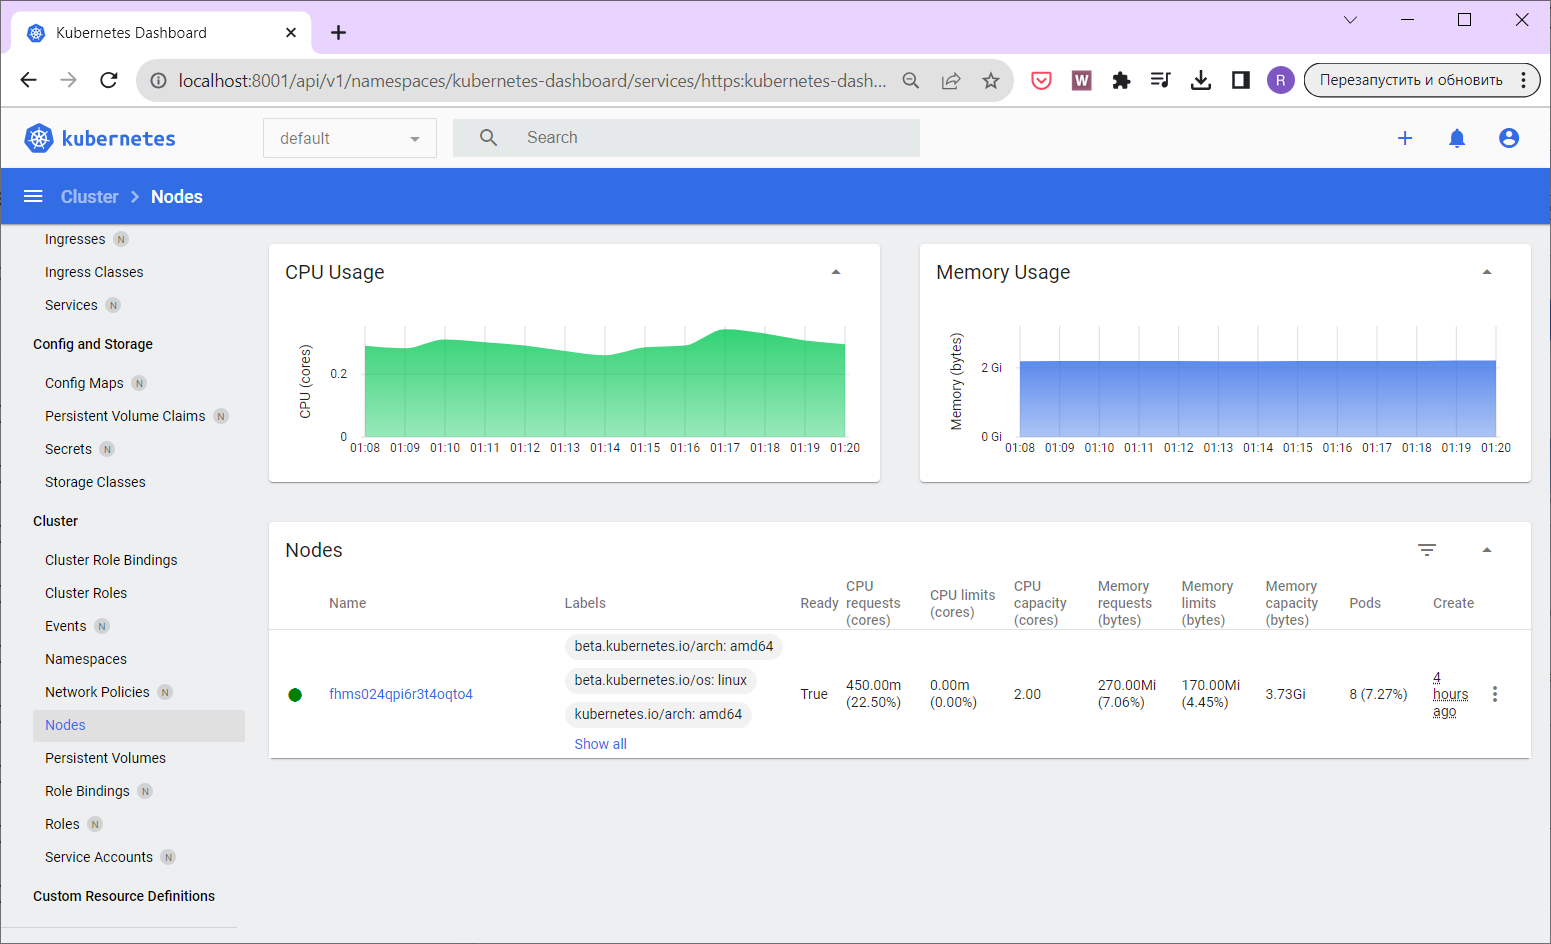 Kubernetes Dashboard
localhost:8001/api/v1/namespaces/kubernetes-dashboard/services/https:kubernetes-dash...
W
R
Перезапустить и обновить
kubernetes
default
Search
Cluster
Nodes
Ingresses N
Ingress Classes
Services N
Config and Storage
Config Maps N
Persistent Volume Claims N
Secrets N
Storage Classes
Cluster
Cluster Role Bindings
Cluster Roles
Events N
Namespaces
Network Policies N
Nodes
Persistent Volumes
Role Bindings N
Roles N
Service Accounts N
Custom Resource Definitions
CPU Usage
CPU (cores)
0.2
0
01:08 01:09 01:10 01:11 01:12 01:13 01:14 01:15 01:16 01:17 01:18 01:19 01:20
Memory Usage
Memory (bytes)
2 Gi
0 Gi
01:08 01:09 01:10 01:11 01:12 01:13 01:14 01:15 01:16 01:17 01:18 01:19 01:20
Nodes
Name
Labels
Ready
CPU
requests
(cores)
CPU limits
(cores)
CPU
capacity
(cores)
Memory
requests
(bytes)
Memory
limits
(bytes)
Memory
capacity
(bytes)
Pods
Create
fhms024qpi6r3t4oqto4
beta.kubernetes.io/arch: amd64
beta.kubernetes.io/os: linux
kubernetes.io/arch: amd64
Show all
True
450.00m
(22.50%)
0.00m
(0.00%)
2.00
270.00Mi
(7.06%)
170.00Mi
(4.45%)
3.73Gi
8 (7.27%)
4
hours
ago